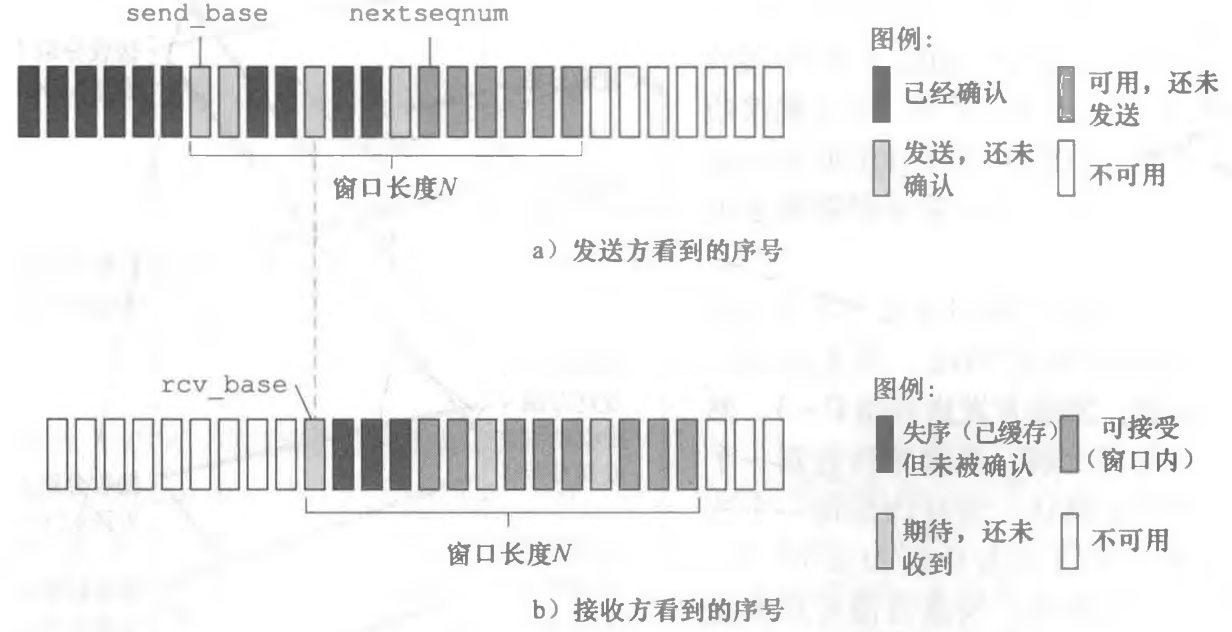 send_base
nextseqnum
图例:
已经确认
可用，还未
发送
发送，还未
确认
不可用
窗口长度N
a）发送方看到的序号
rcv_base
图例:
失序（已缓存）
但未被确认
可接受
（窗口内）
期待，还未
收到
不可用
窗口长度N
b）接收方看到的序号